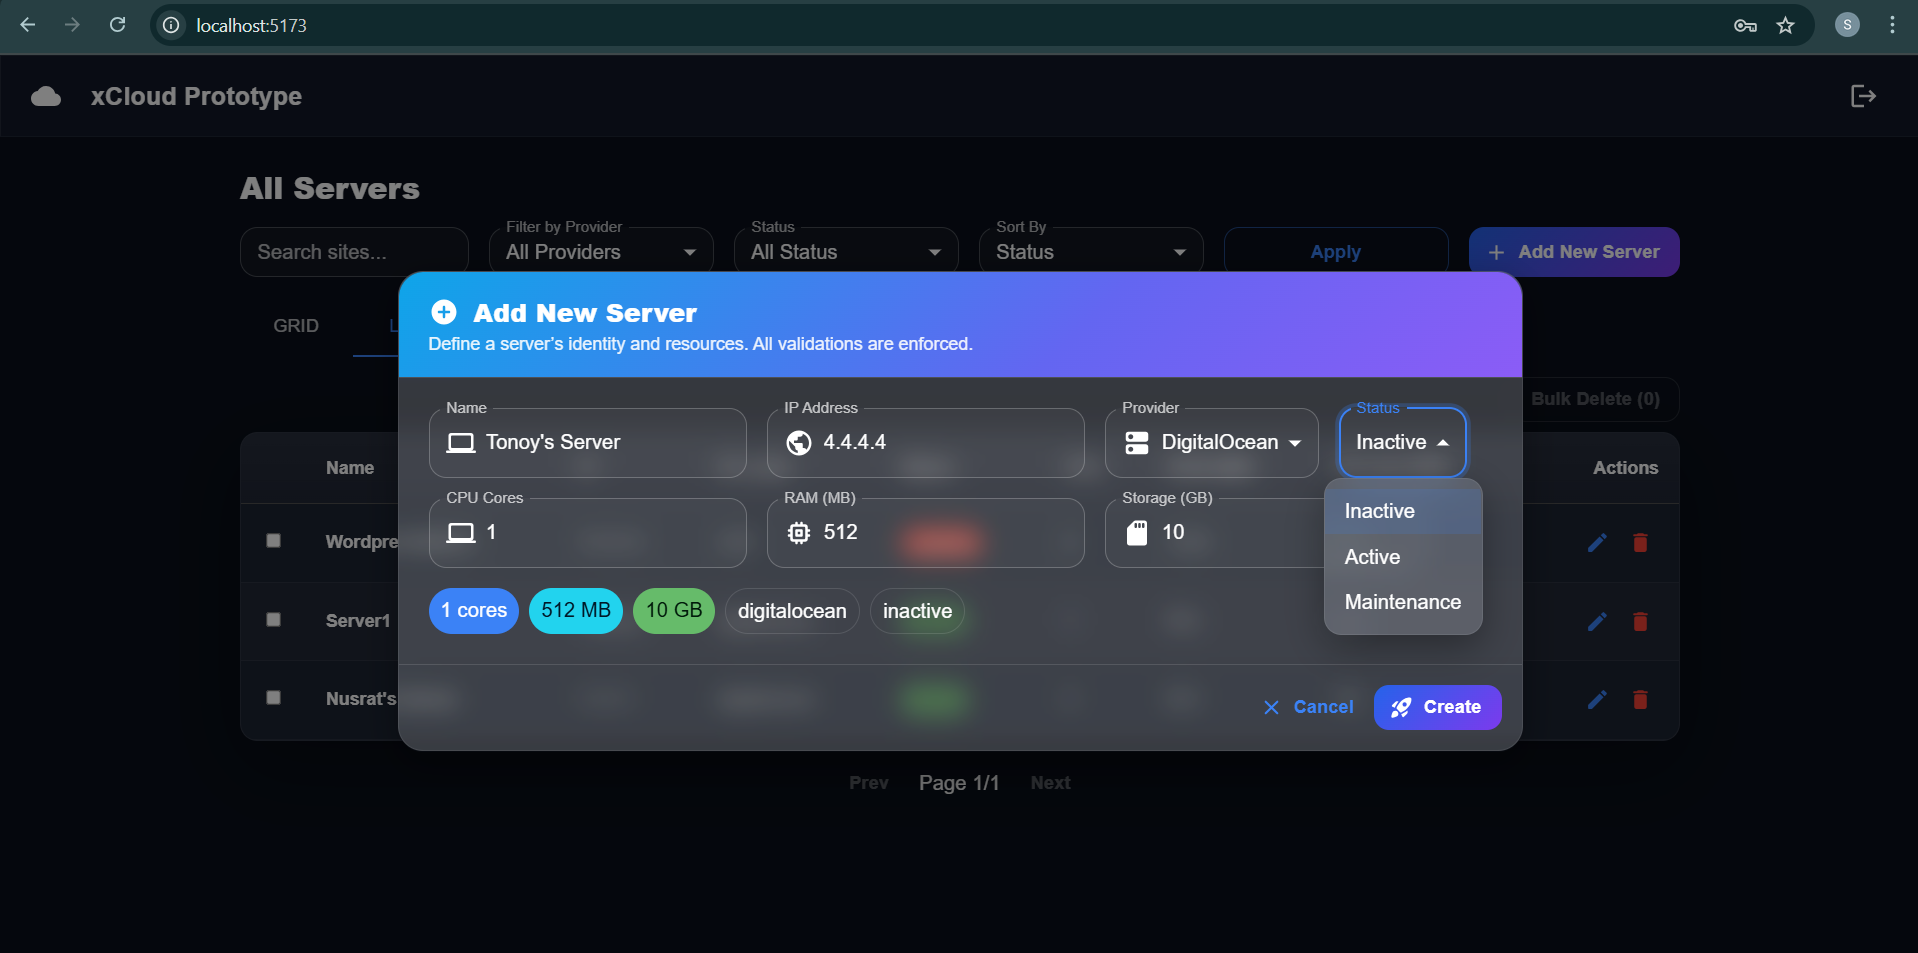 localhost:5173
S
xCloud Prototype
All Servers
Search sites...
Filter by Provider
All Providers
Status
All Status
Sort By
Status
Apply
Add New Server
GRID
Add New Server
Define a server’s identity and resources. All validations are enforced.
Bulk Delete (0)
Name
Actions
Wordpre
Server1
Nusrat's
Name
Tonoy's Server
IP Address
4.4.4.4
Provider
DigitalOcean
Status
Inactive
CPU Cores
1
RAM (MB)
512
Storage (GB)
10
Inactive
Active
Maintenance
1 cores
512 MB
10 GB
digitalocean
inactive
Cancel
Create
Prev
Page 1/1
Next